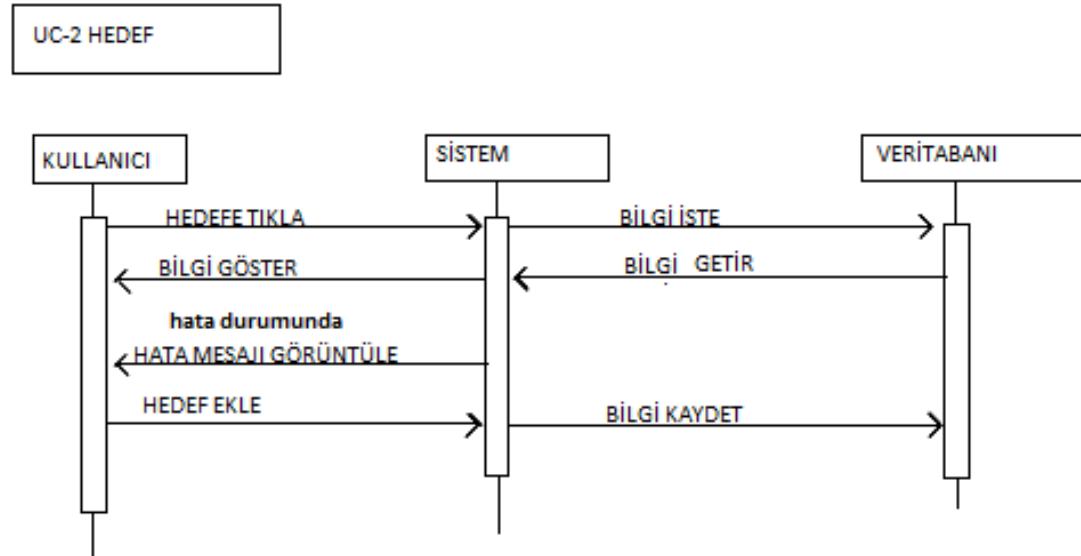 UC-2 HEDEF
KULLANICI
SİSTEM
VERİTABANI
HEDEFE TIKLA
BİLGİ İSTE
BİLGİ GÖSTER
BİLGİ GETİR
hata durumunda
HATA MESAJI GÖRÜNTÜLE
HEDEF EKLE
BİLGİ KAYDET